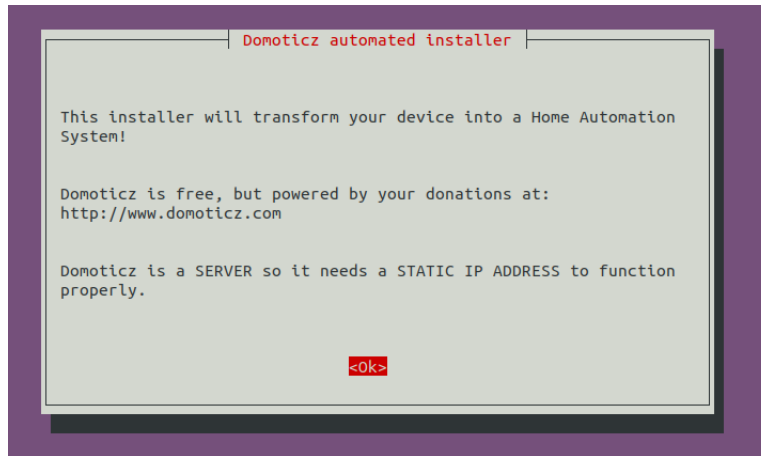 Domoticz automated installer
This installer will transform your device into a Home Automation
System!
Domoticz is free, but powered by your donations at:
http://www.domoticz.com
Domoticz is a SERVER so it needs a STATIC IP ADDRESS to function
properly.
<Ok>